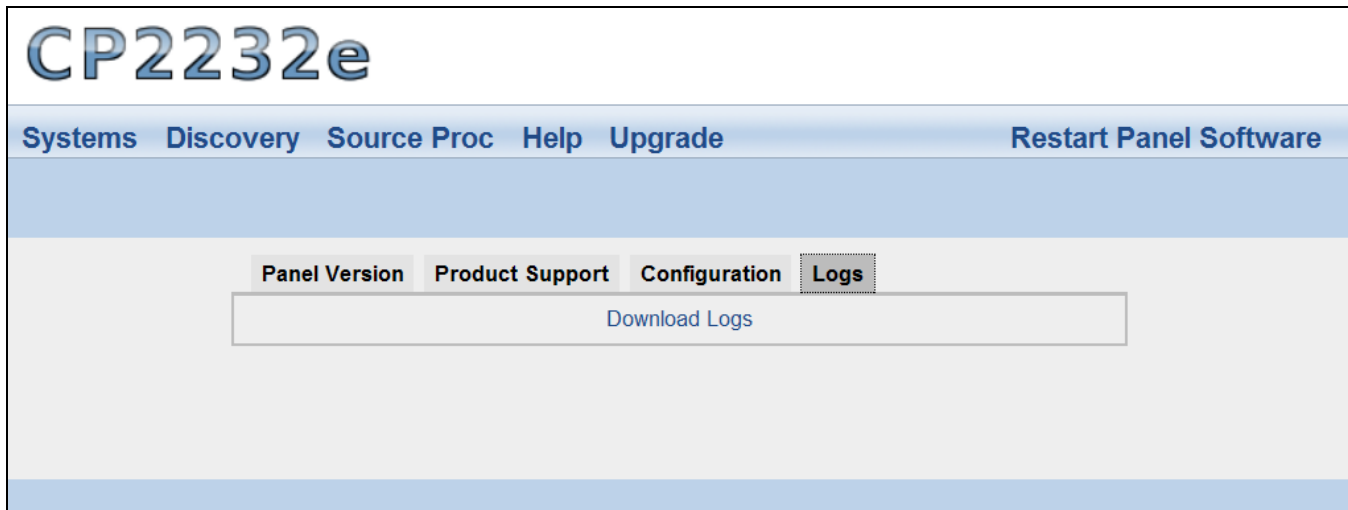 CP2232e
Systems Discovery Source Proc Help Upgrade Restart Panel Software
Panel Version Product Support Configuration Logs
Download Logs